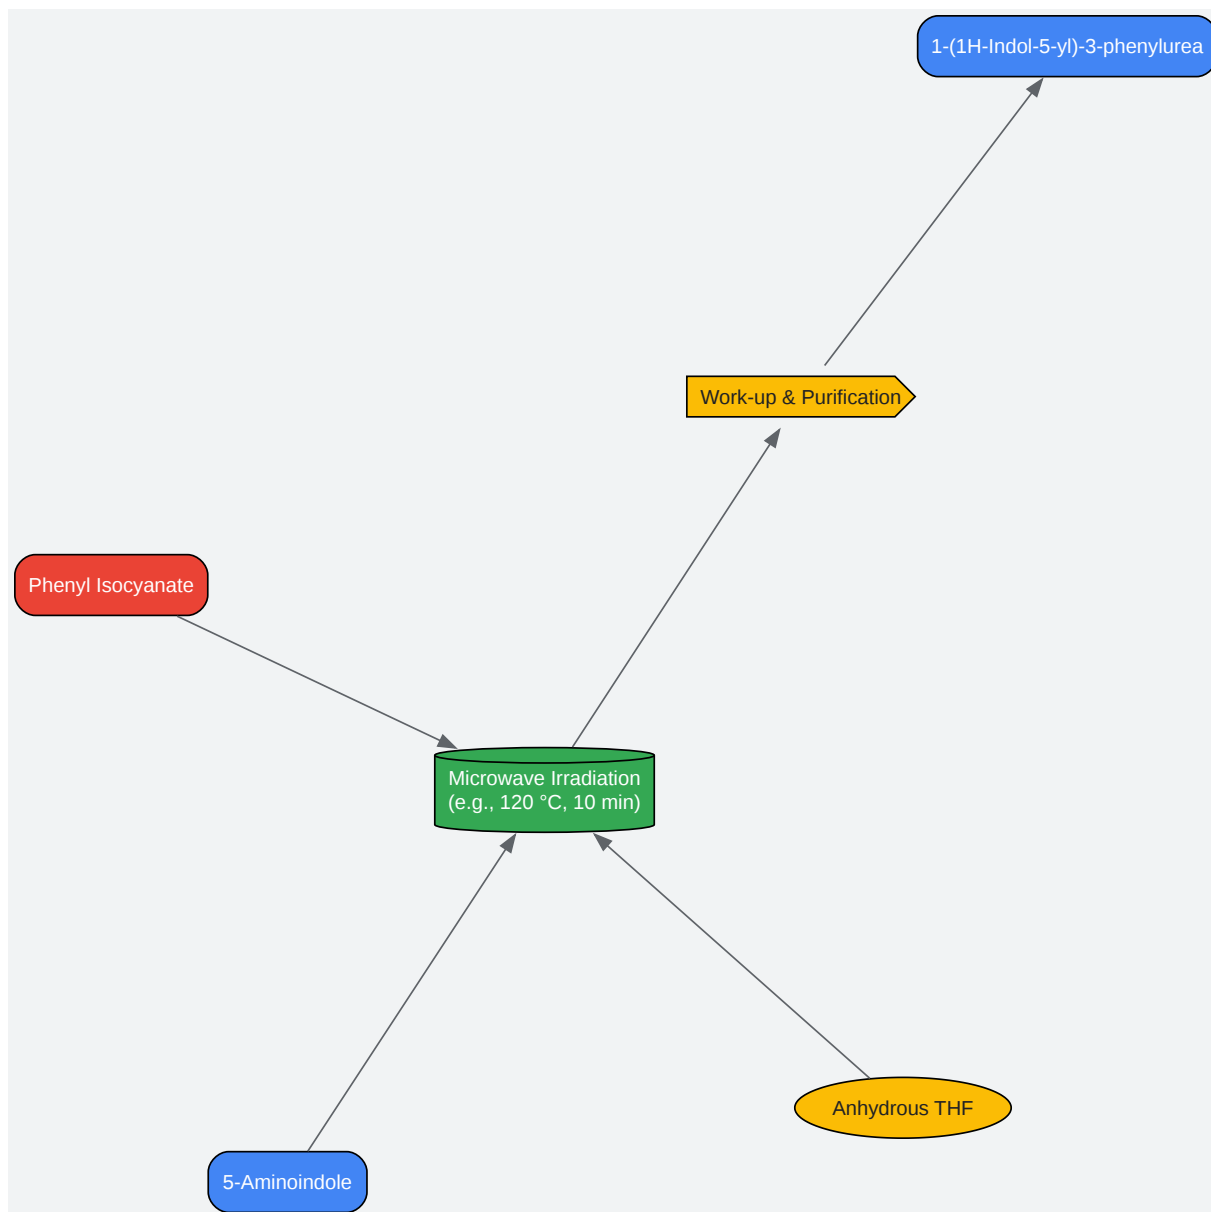 1-(1H-Indol-5-yl)-3-phenylurea
Work-up & Purification
Phenyl Isocyanate
Microwave Irradiation
(e.g., 120 °C, 10 min)
Anhydrous THF
5-Aminoindole